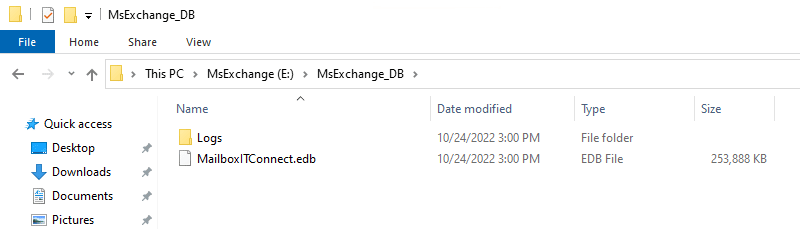 MsExchange_DB
File Home Share View
This PC MsExchange (E:) MsExchange_DB
Name Date modified Type Size
Quick access
Logs 10/24/2022 3:00 PM File folder
Desktop
MailboxITConnect.edb 10/24/2022 3:00 PM EDB File 253,888 KB
Downloads
Documents
Pictures